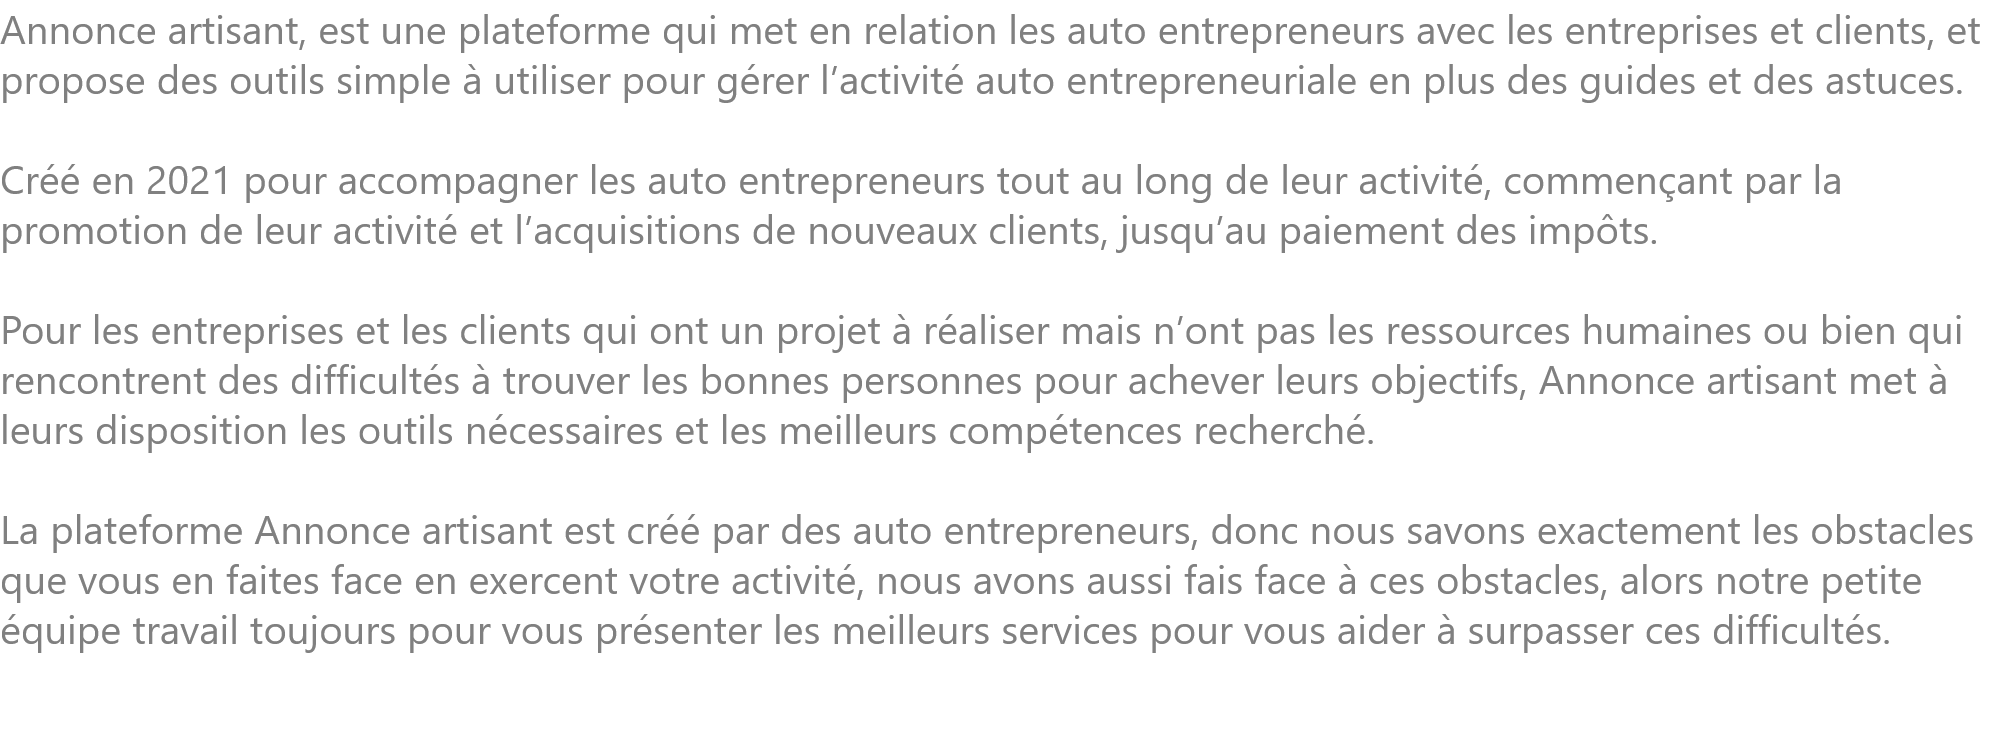 Annonce artisant, est une plateforme qui met en relation les auto entrepreneurs avec les entreprises et clients, et
propose des outils simple à utiliser pour gérer l’activité auto entrepreneuriale en plus des guides et des astuces.
Créé en 2021 pour accompagner les auto entrepreneurs tout au long de leur activité, commençant par la
promotion de leur activité et l’acquisitions de nouveaux clients, jusqu’au paiement des impôts.
Pour les entreprises et les clients qui ont un projet à réaliser mais n’ont pas les ressources humaines ou bien qui
rencontrent des difficultés à trouver les bonnes personnes pour achever leurs objectifs, Annonce artisant met à
leurs disposition les outils nécessaires et les meilleurs compétences recherché.
La plateforme Annonce artisant est créé par des auto entrepreneurs, donc nous savons exactement les obstacles
que vous en faites face en exercent votre activité, nous avons aussi fais face à ces obstacles, alors notre petite
équipe travail toujours pour vous présenter les meilleurs services pour vous aider à surpasser ces difficultés.